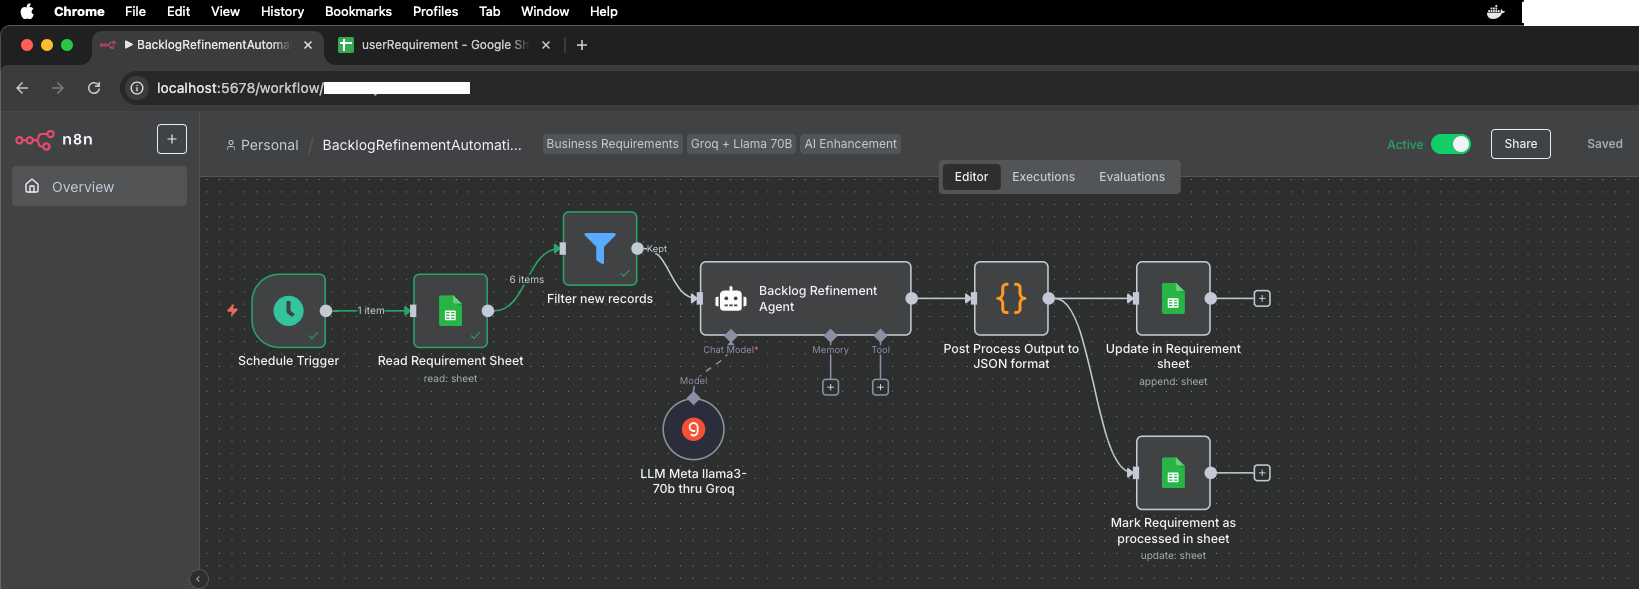 Chrome File Edit View History Bookmarks Profiles Tab Window Help
BacklogRefinementAutoma
userRequirement - Google Sh
localhost:5678/workflow/
n8n
Overview
Personal / BacklogRefinementAutomati...
Business Requirements Groq + Llama 70B AI Enhancement
Active Share Saved
Editor Executions Evaluations
Schedule Trigger
1 item
Read Requirement Sheet
read: sheet
6 items
Filter new records
Kept
Backlog Refinement
Agent
Chat Model*
Memory
Tool
Model
LLM Meta llama3-
70b thru Groq
{}
Post Process Output to
JSON format
Update in Requirement
sheet
append: sheet
Mark Requirement as
processed in sheet
update: sheet